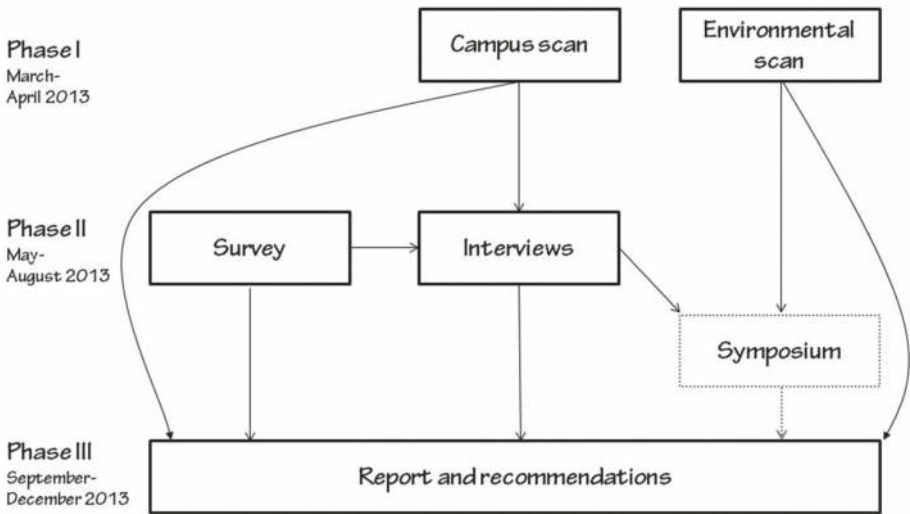 Phase I
March-
April 2013
Campus scan
Environmental
scan
Phase II
May-
August 2013
Survey
Interviews
Symposium
Phase III
September-
December 2013
Report and recommendations